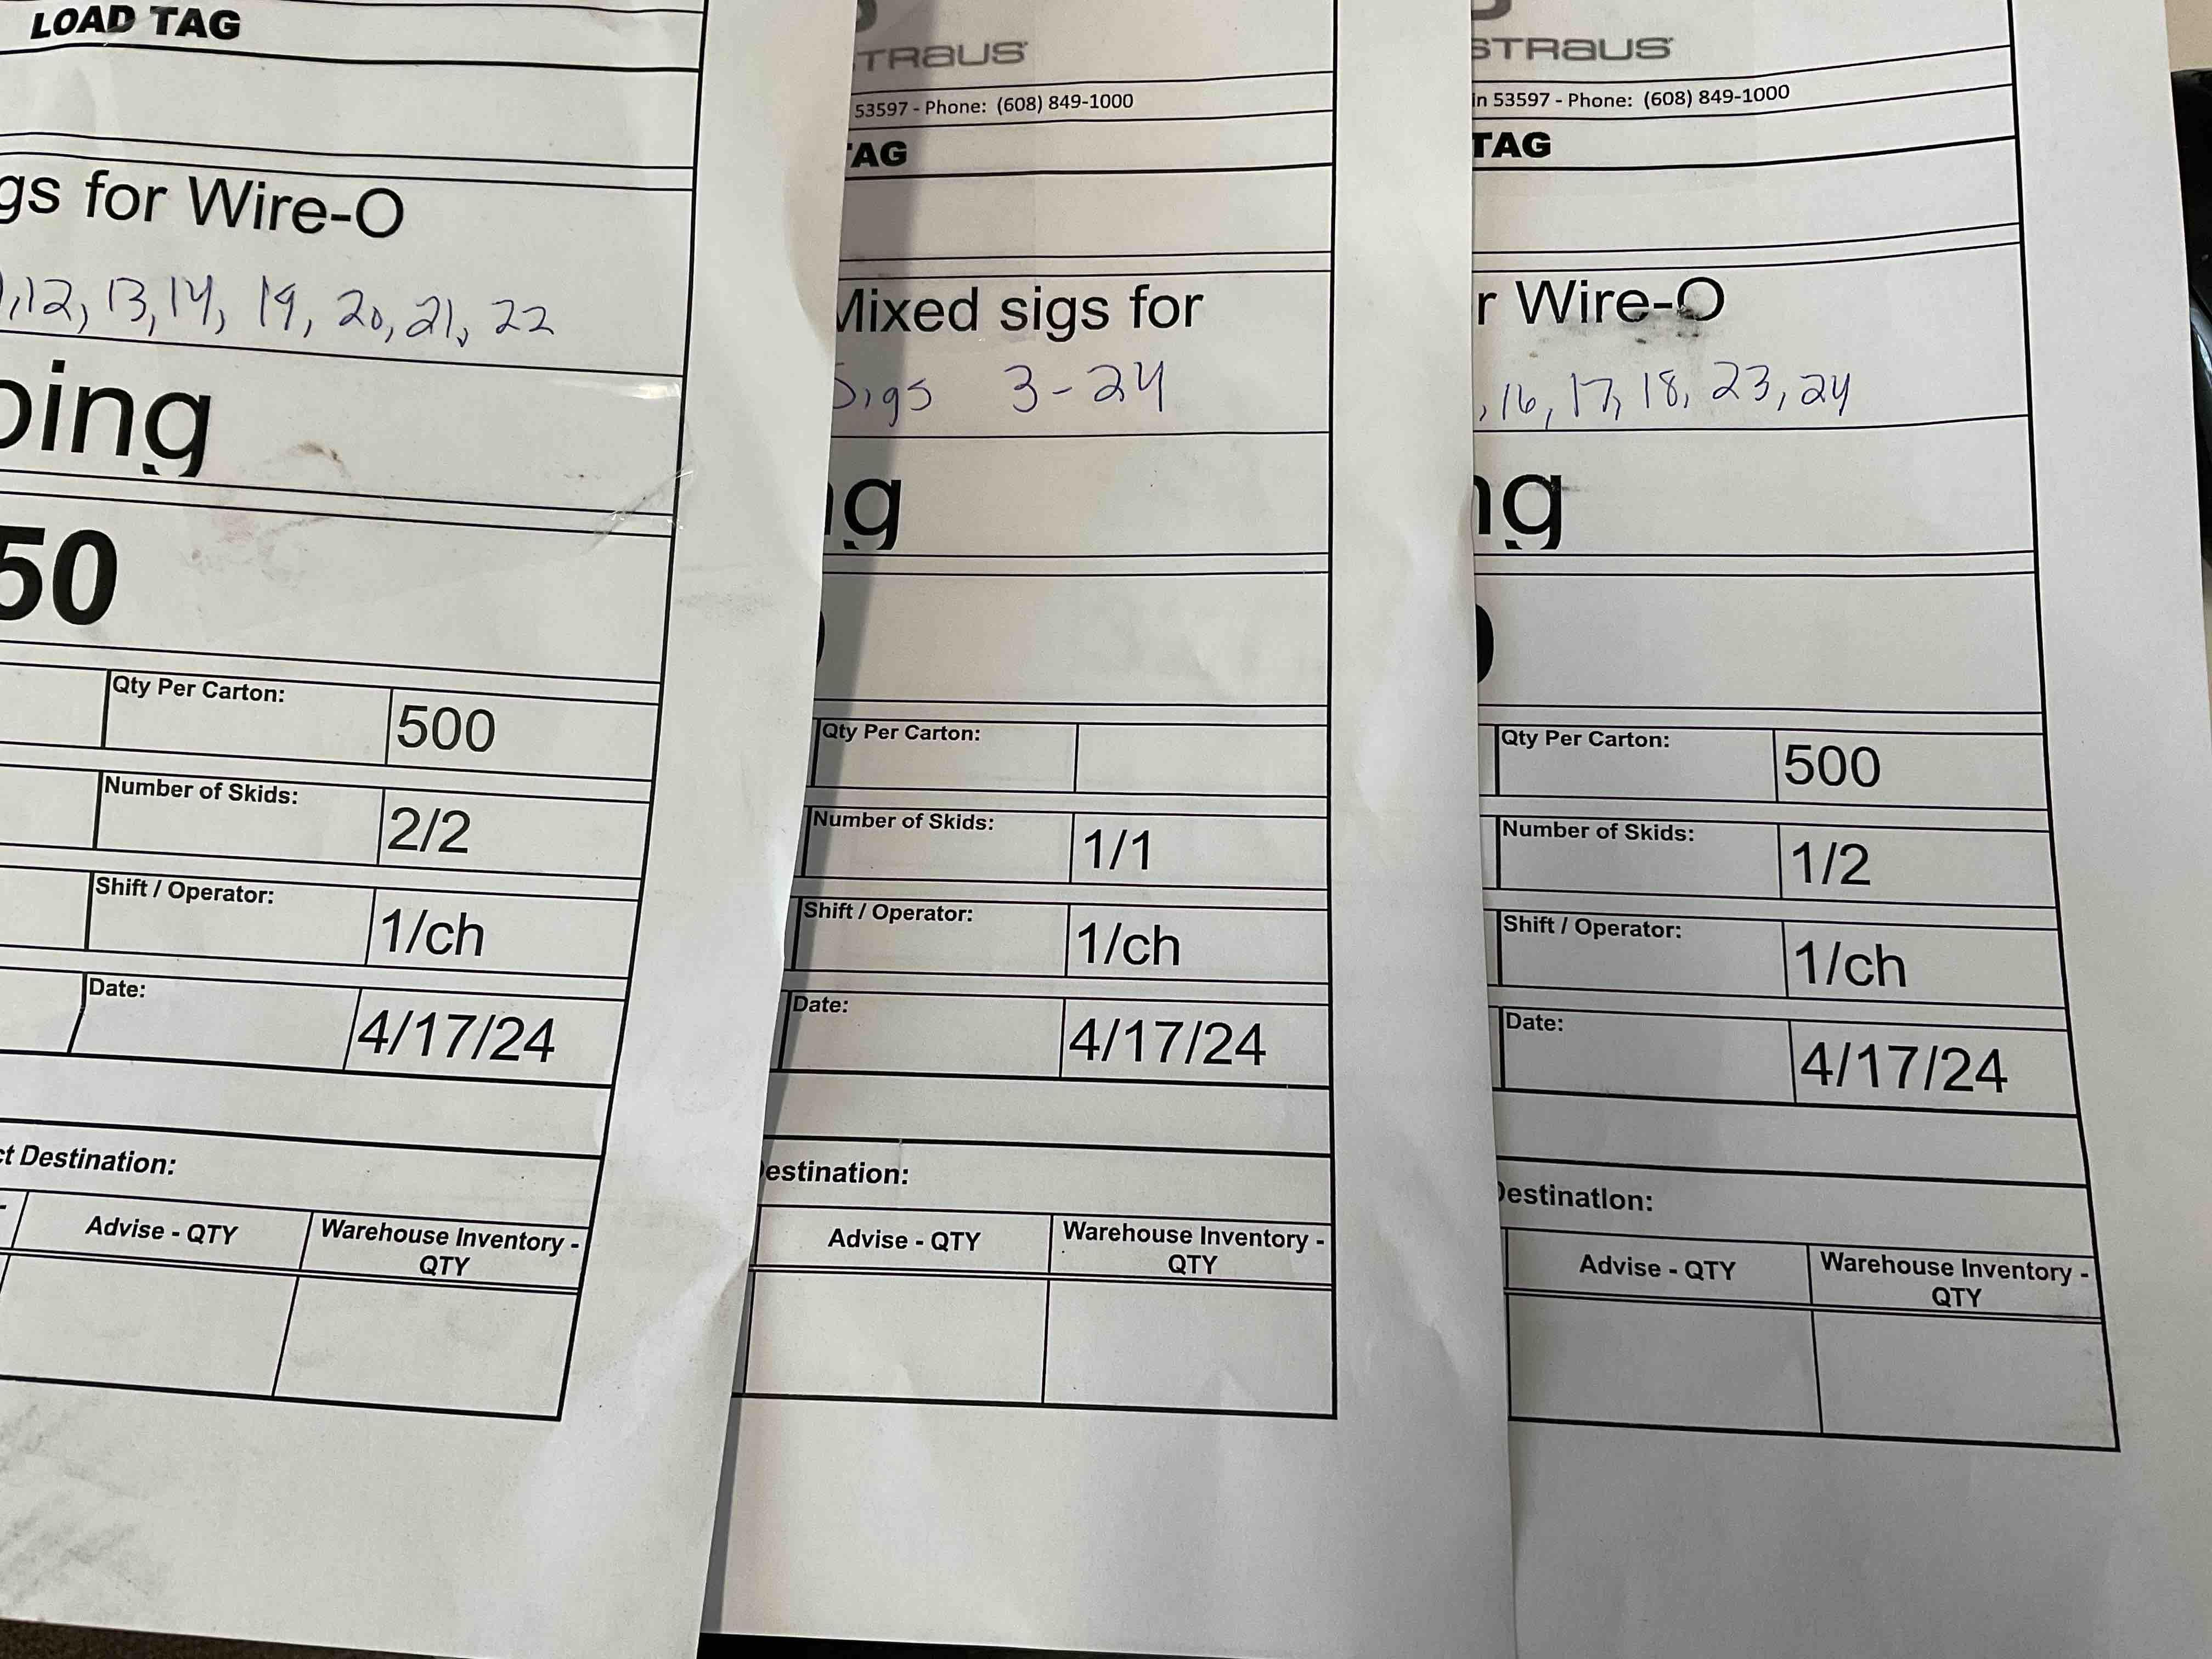 LOAD TAG
gs for Wire-O
12, 13, 14, 19, 20, 21, 22
ping
50
Qty Per Carton: 500
Number of Skids: 2/2
Shift / Operator: 1/ch
Date: 4/17/24
ct Destination:
Advise - QTY
Warehouse Inventory -
QTY
TRAUS
53597 - Phone: (608) 849-1000
TAG
Mixed sigs for
Sigs 3-24
ng
Qty Per Carton:
Number of Skids: 1/1
Shift / Operator: 1/ch
Date: 4/17/24
estination:
Advise - QTY
Warehouse Inventory -
QTY
STRAUS
in 53597 - Phone: (608) 849-1000
TAG
r Wire-O
, 16, 17, 18, 23, 24
ng
Qty Per Carton: 500
Number of Skids: 1/2
Shift / Operator: 1/ch
Date: 4/17/24
Destination:
Advise - QTY
Warehouse Inventory -
QTY